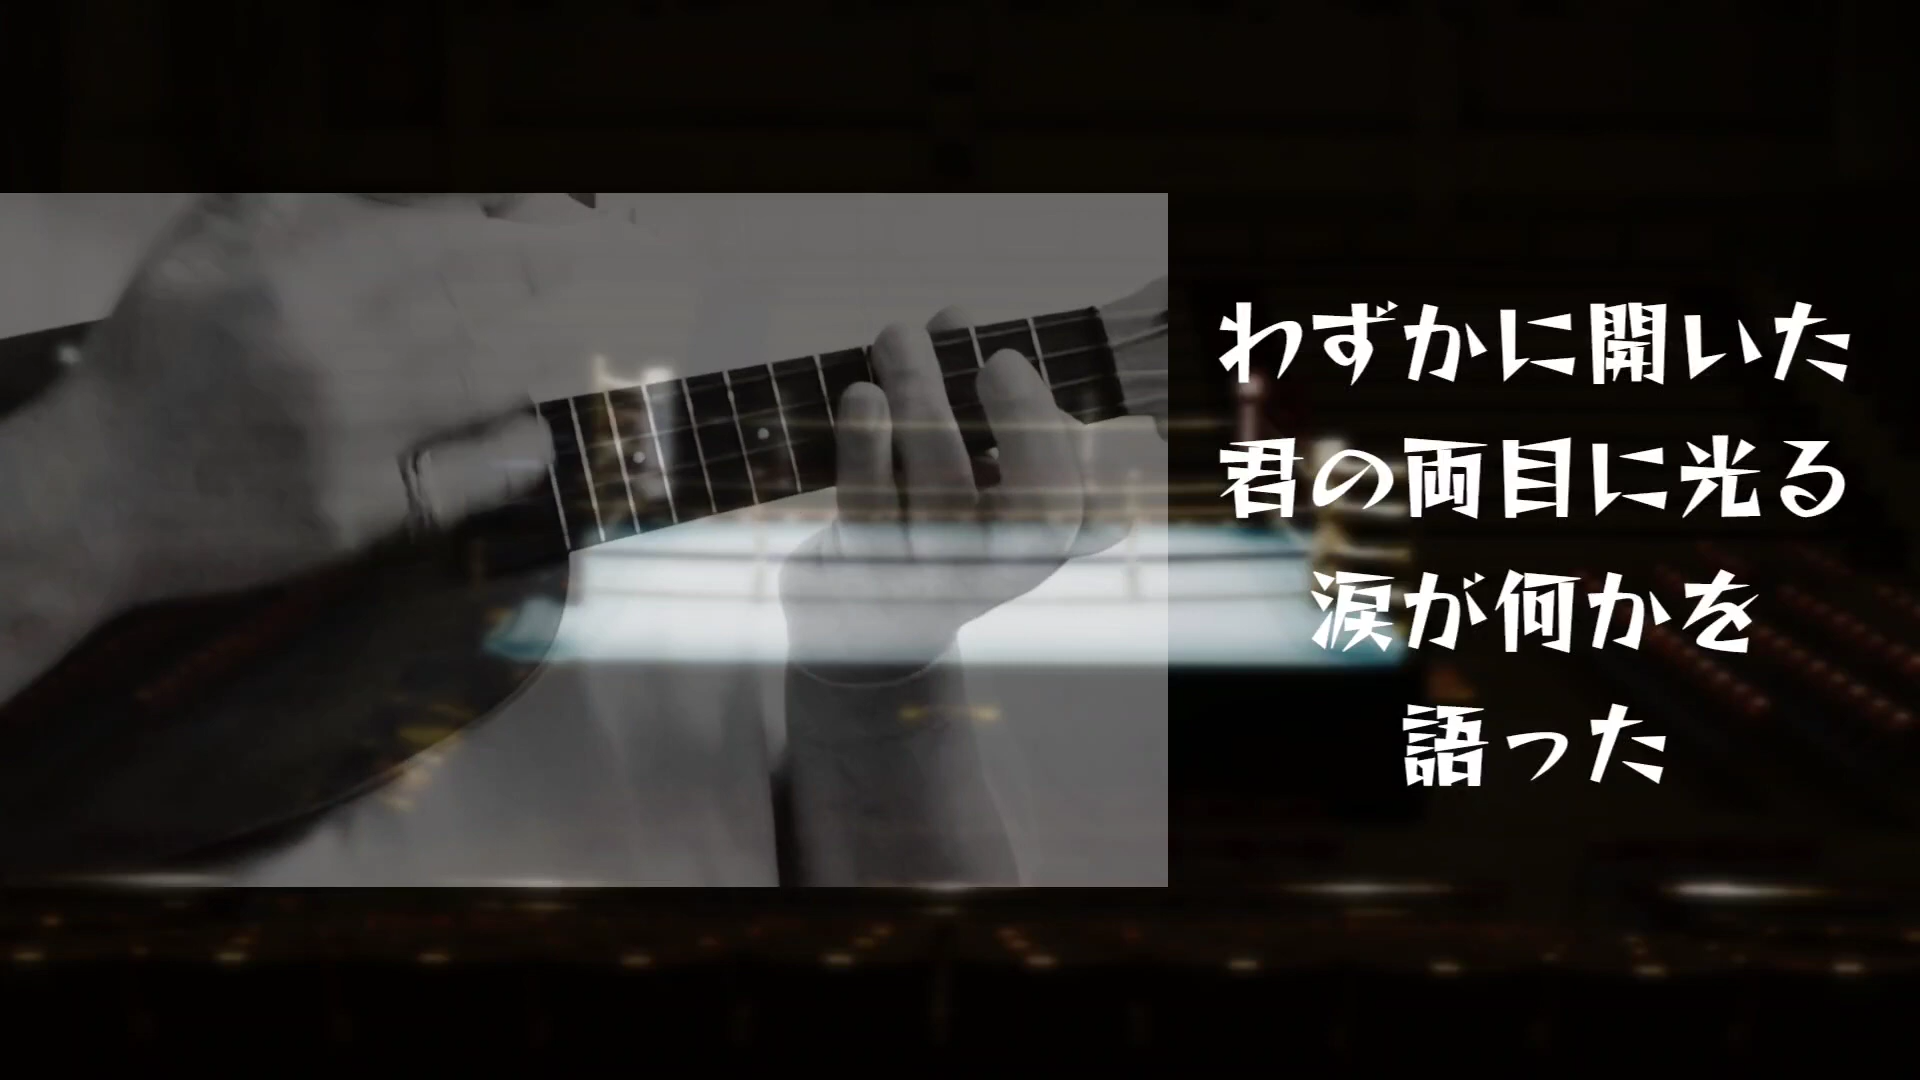 わずかに開いた
君の両目に光る
涙が何かを
語った